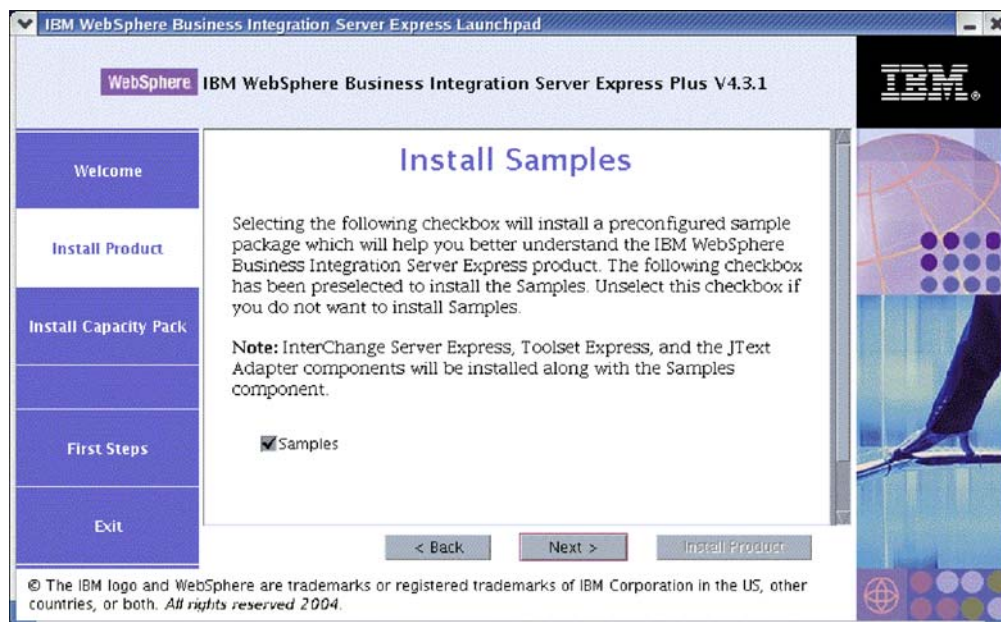 IBM WebSphere Business Integration Server Express Launchpad
WebSphere. IBM WebSphere Business Integration Server Express Plus V4.3.1
IBM®
Welcome
Install Product
Install Capacity Pack
First Steps
Exit
Install Samples
Selecting the following checkbox will install a preconfigured sample
package which will help you better understand the IBM WebSphere
Business Integration Server Express product. The following checkbox
has been preselected to install the Samples. Unselect this checkbox if
you do not want to install Samples.
Note: InterChange Server Express, Toolset Express, and the JText
Adapter components will be installed along with the Samples
component.
Samples
< Back
Next >
Install Product
© The IBM logo and WebSphere are trademarks or registered trademarks of IBM Corporation in the US, other
countries, or both. All rights reserved 2004.